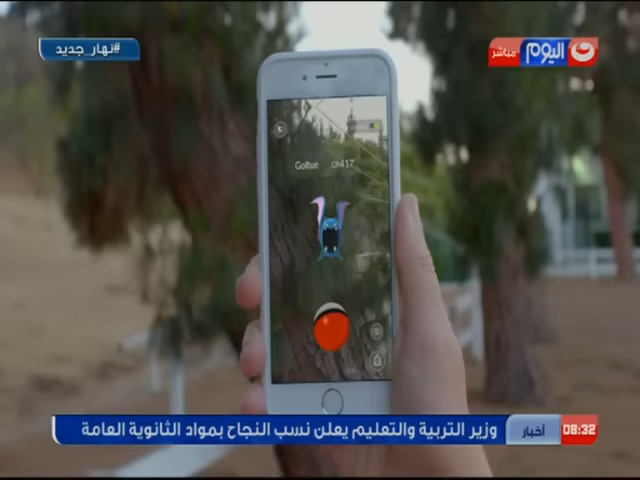 #نهار_جديد
اليوم مباشر
Golbat CP417
وزير التربية والتعليم يعلن نسب النجاح بمواد الثانوية العامة
أخبار
08:32